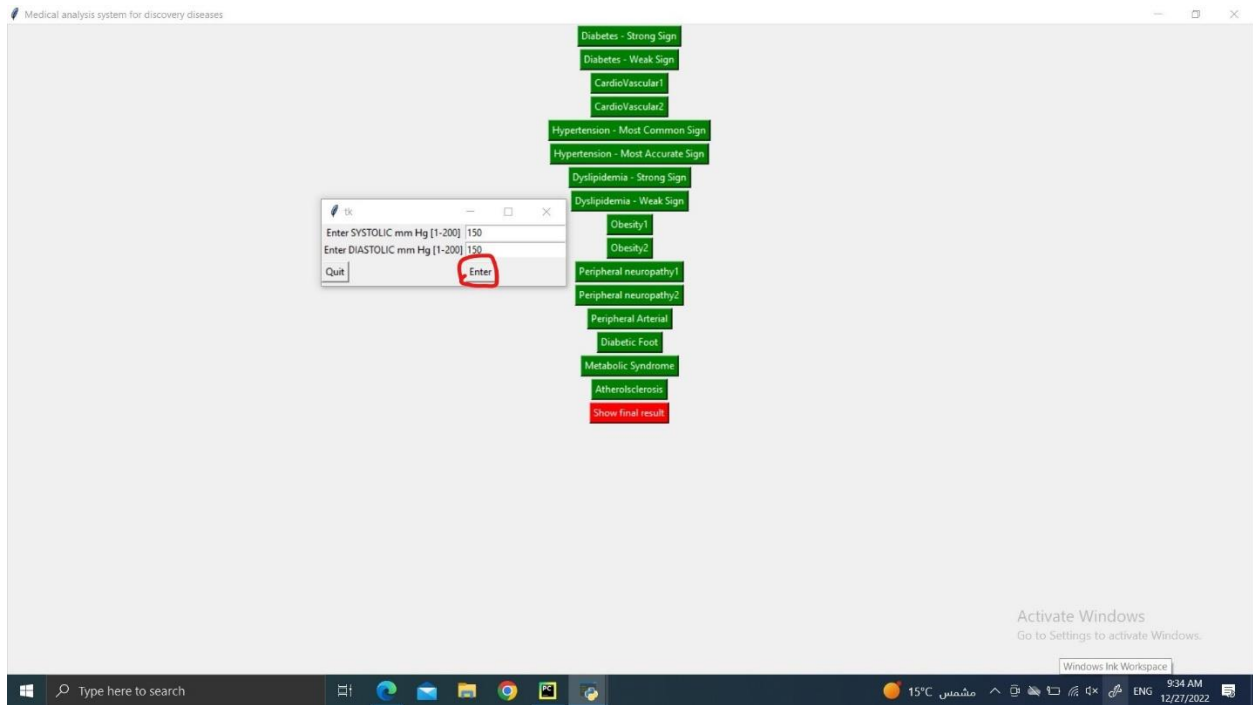 Medical analysis system for discovery diseases
Diabetes - Strong Sign
Diabetes - Weak Sign
CardioVascular1
CardioVascular2
Hypertension - Most Common Sign
Hypertension - Most Accurate Sign
Dyslipidemia - Strong Sign
Dyslipidemia - Weak Sign
Obesity1
Obesity2
Peripheral neuropathy1
Peripheral neuropathy2
Peripheral Arterial
Diabetic Foot
Metabolic Syndrome
Atherolsclerosis
Show final result
tk
Enter SYSTOLIC mm Hg [1-200] 150
Enter DIASTOLIC mm Hg [1-200] 150
Quit Enter
Activate Windows
Go to Settings to activate Windows.
Windows Ink Workspace
Type here to search
PC
15°C مشمس
ENG
9:34 AM
12/27/2022